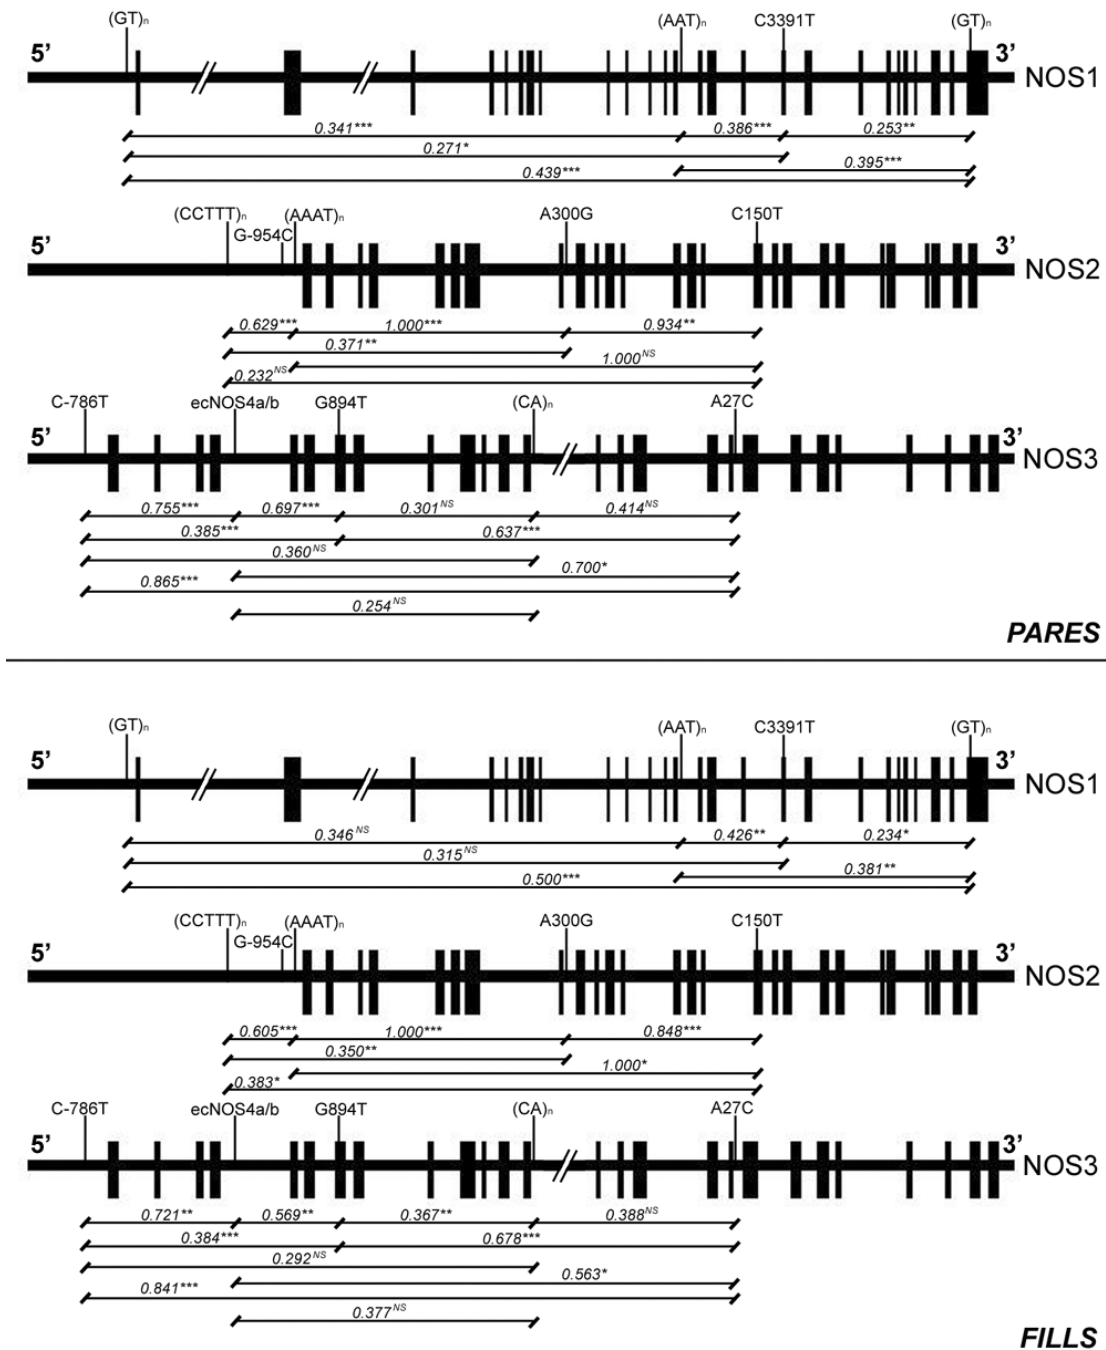 (GT)n (AAT)n C3391T (GT)n
5’ 3’
NOS1
0.341*** 0.386*** 0.253**
0.271*
0.395***
0.439***
(CCTTT)n (AAAT)n A300G C150T
G-954C
5’ 3’
NOS2
0.629*** 1.000*** 0.934**
0.371**
1.000NS
0.232NS
C-786T ecNOS4a/b G894T (CA)n A27C
5’ 3’
NOS3
0.755*** 0.697*** 0.301NS 0.414NS
0.385*** 0.637***
0.360NS
0.700*
0.865***
0.254NS
PARES
(GT)n (AAT)n C3391T (GT)n
5’ 3’
NOS1
0.346NS 0.426** 0.234*
0.315NS
0.381**
0.500***
(CCTTT)n (AAAT)n A300G C150T
G-954C
5’ 3’
NOS2
0.605*** 1.000*** 0.848***
0.350**
1.000*
0.383*
C-786T ecNOS4a/b G894T (CA)n A27C
5’ 3’
NOS3
0.721** 0.569** 0.367** 0.388NS
0.384*** 0.678***
0.292NS
0.563*
0.841***
0.377NS
FILLS